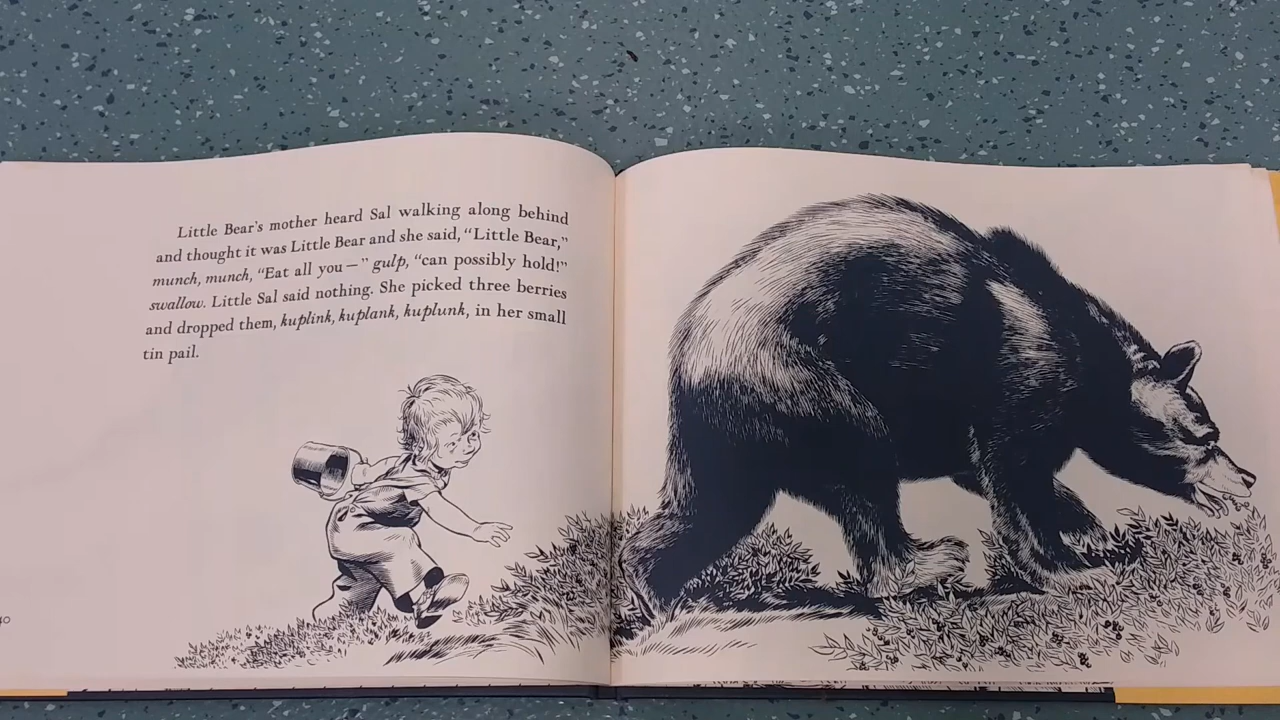 Little Bear's mother heard Sal walking along behind
and thought it was Little Bear and she said, “Little Bear,”
munch, munch, “Eat all you—” gulp, “can possibly hold!”
swallow. Little Sal said nothing. She picked three berries
and dropped them, kuplink, kuplank, kuplunk, in her small
tin pail.